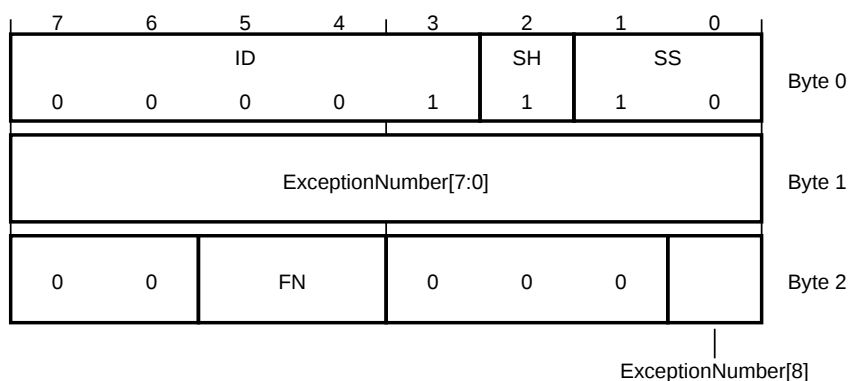 7 6 5 4 3 2 1 0
ID SH SS
0 0 0 0 1 1 1 0 Byte 0
ExceptionNumber[7:0] Byte 1
0 0 FN 0 0 0 Byte 2
ExceptionNumber[8]